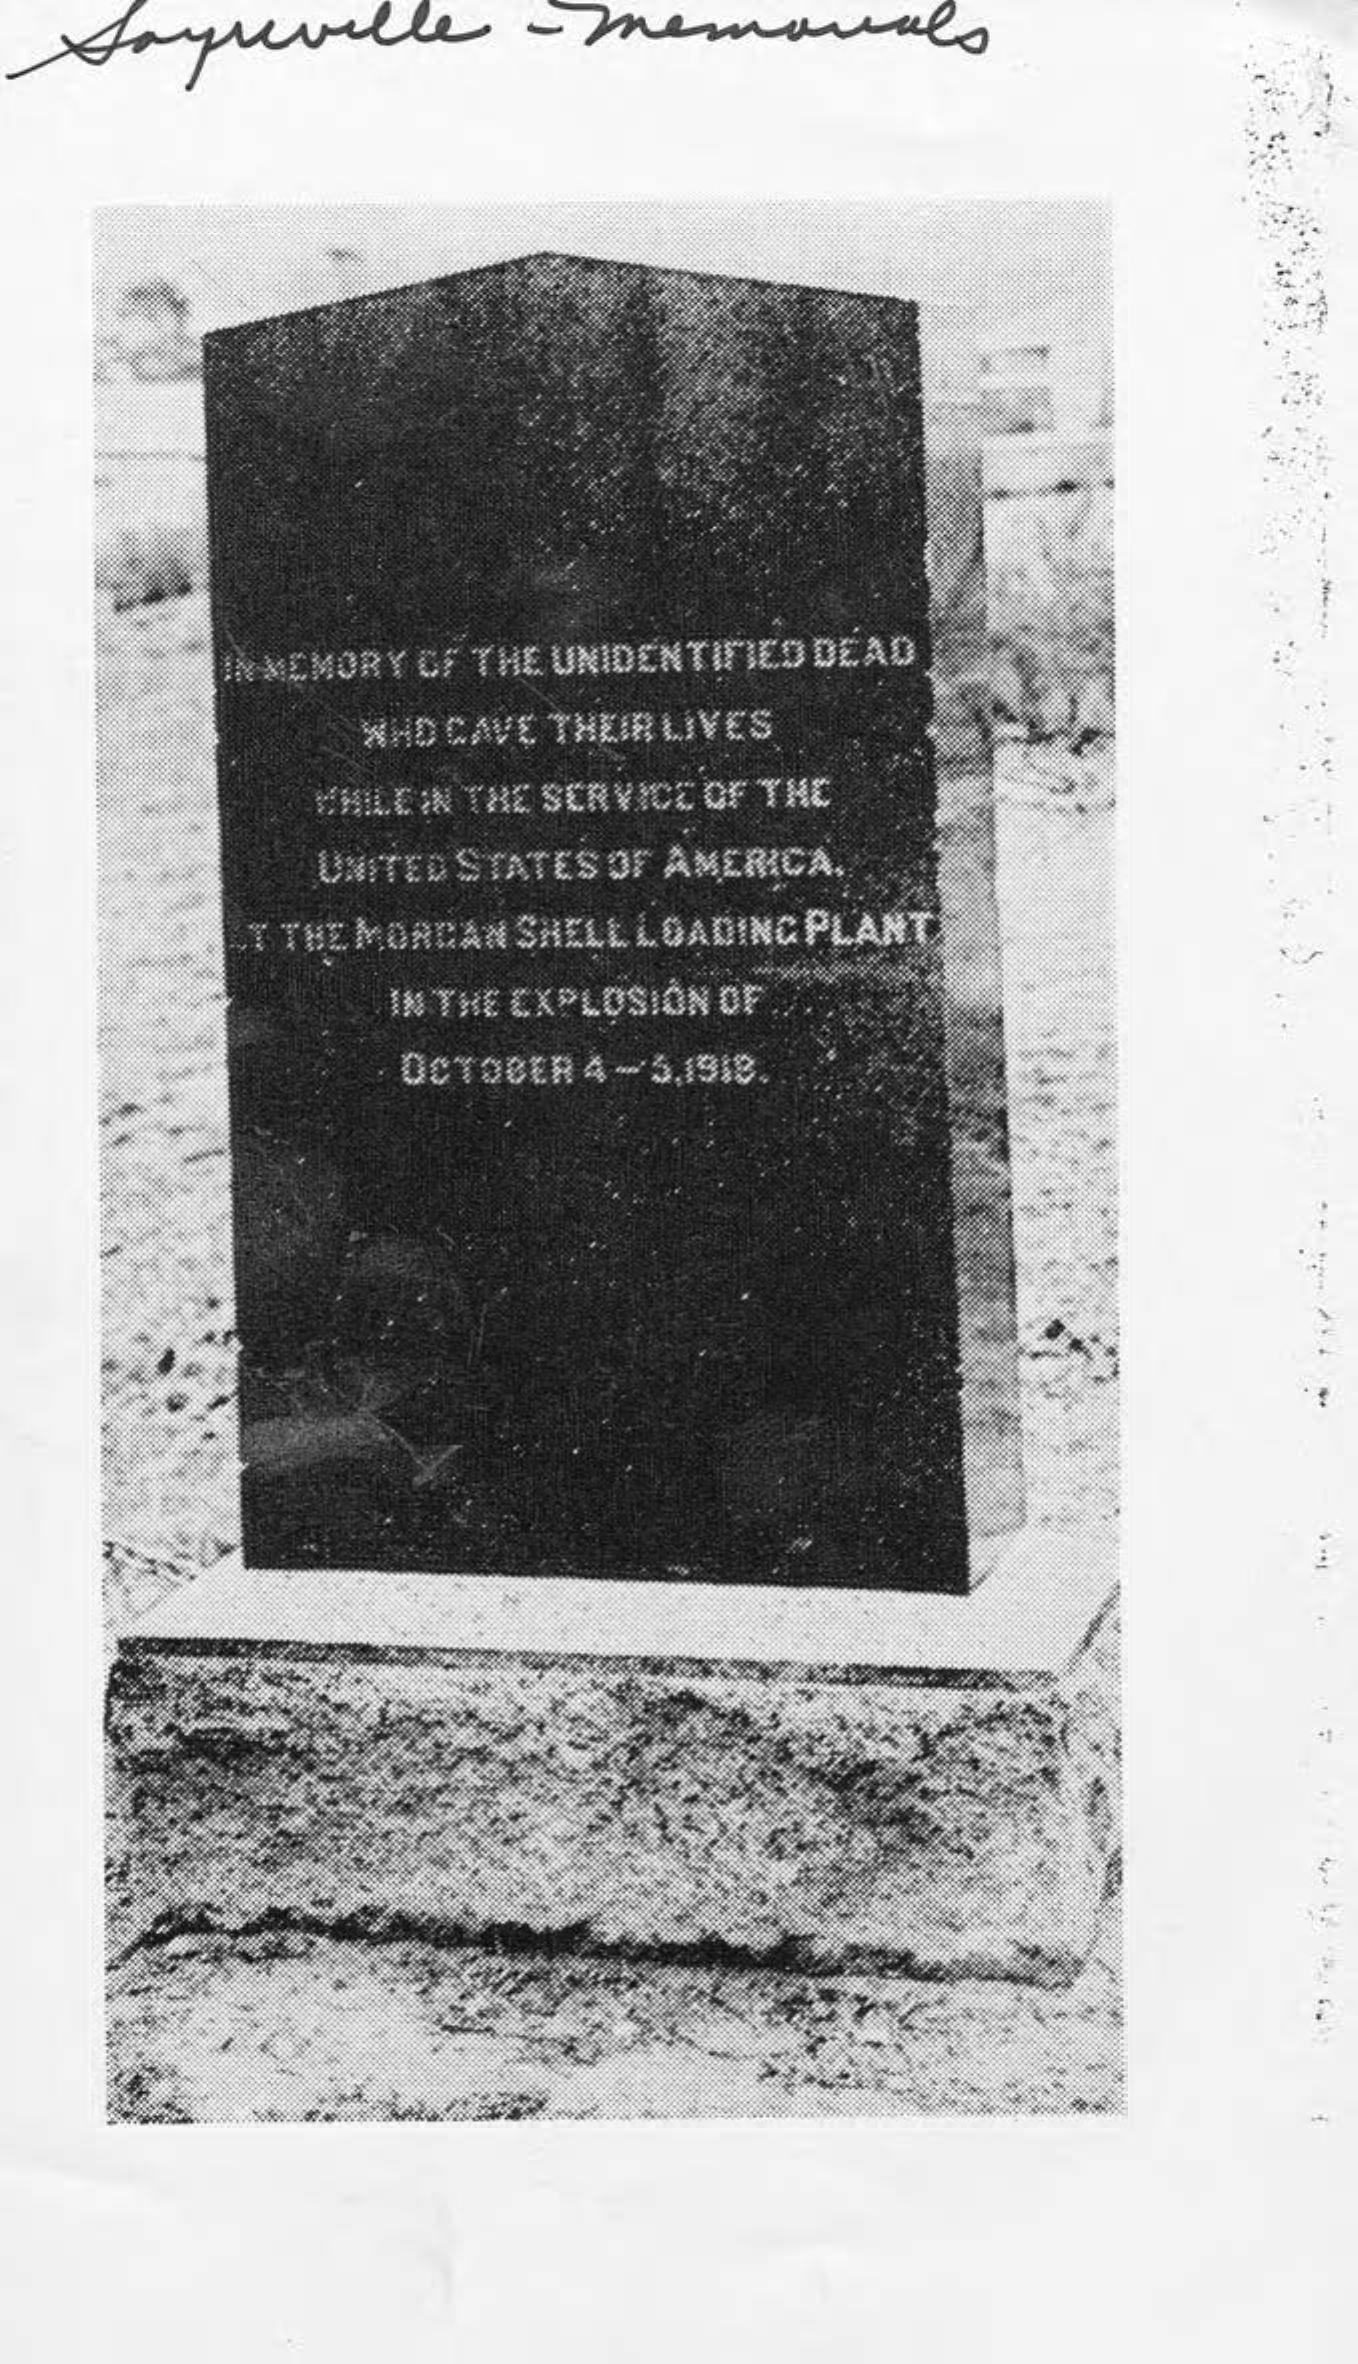 Sayreville - Memorials
IN MEMORY OF THE UNIDENTIFIED DEAD
WHO GAVE THEIR LIVES
WHILE IN THE SERVICE OF THE
UNITED STATES OF AMERICA,
AT THE MORGAN SHELL LOADING PLANT
IN THE EXPLOSION OF
OCTOBER 4 - 5, 1918.